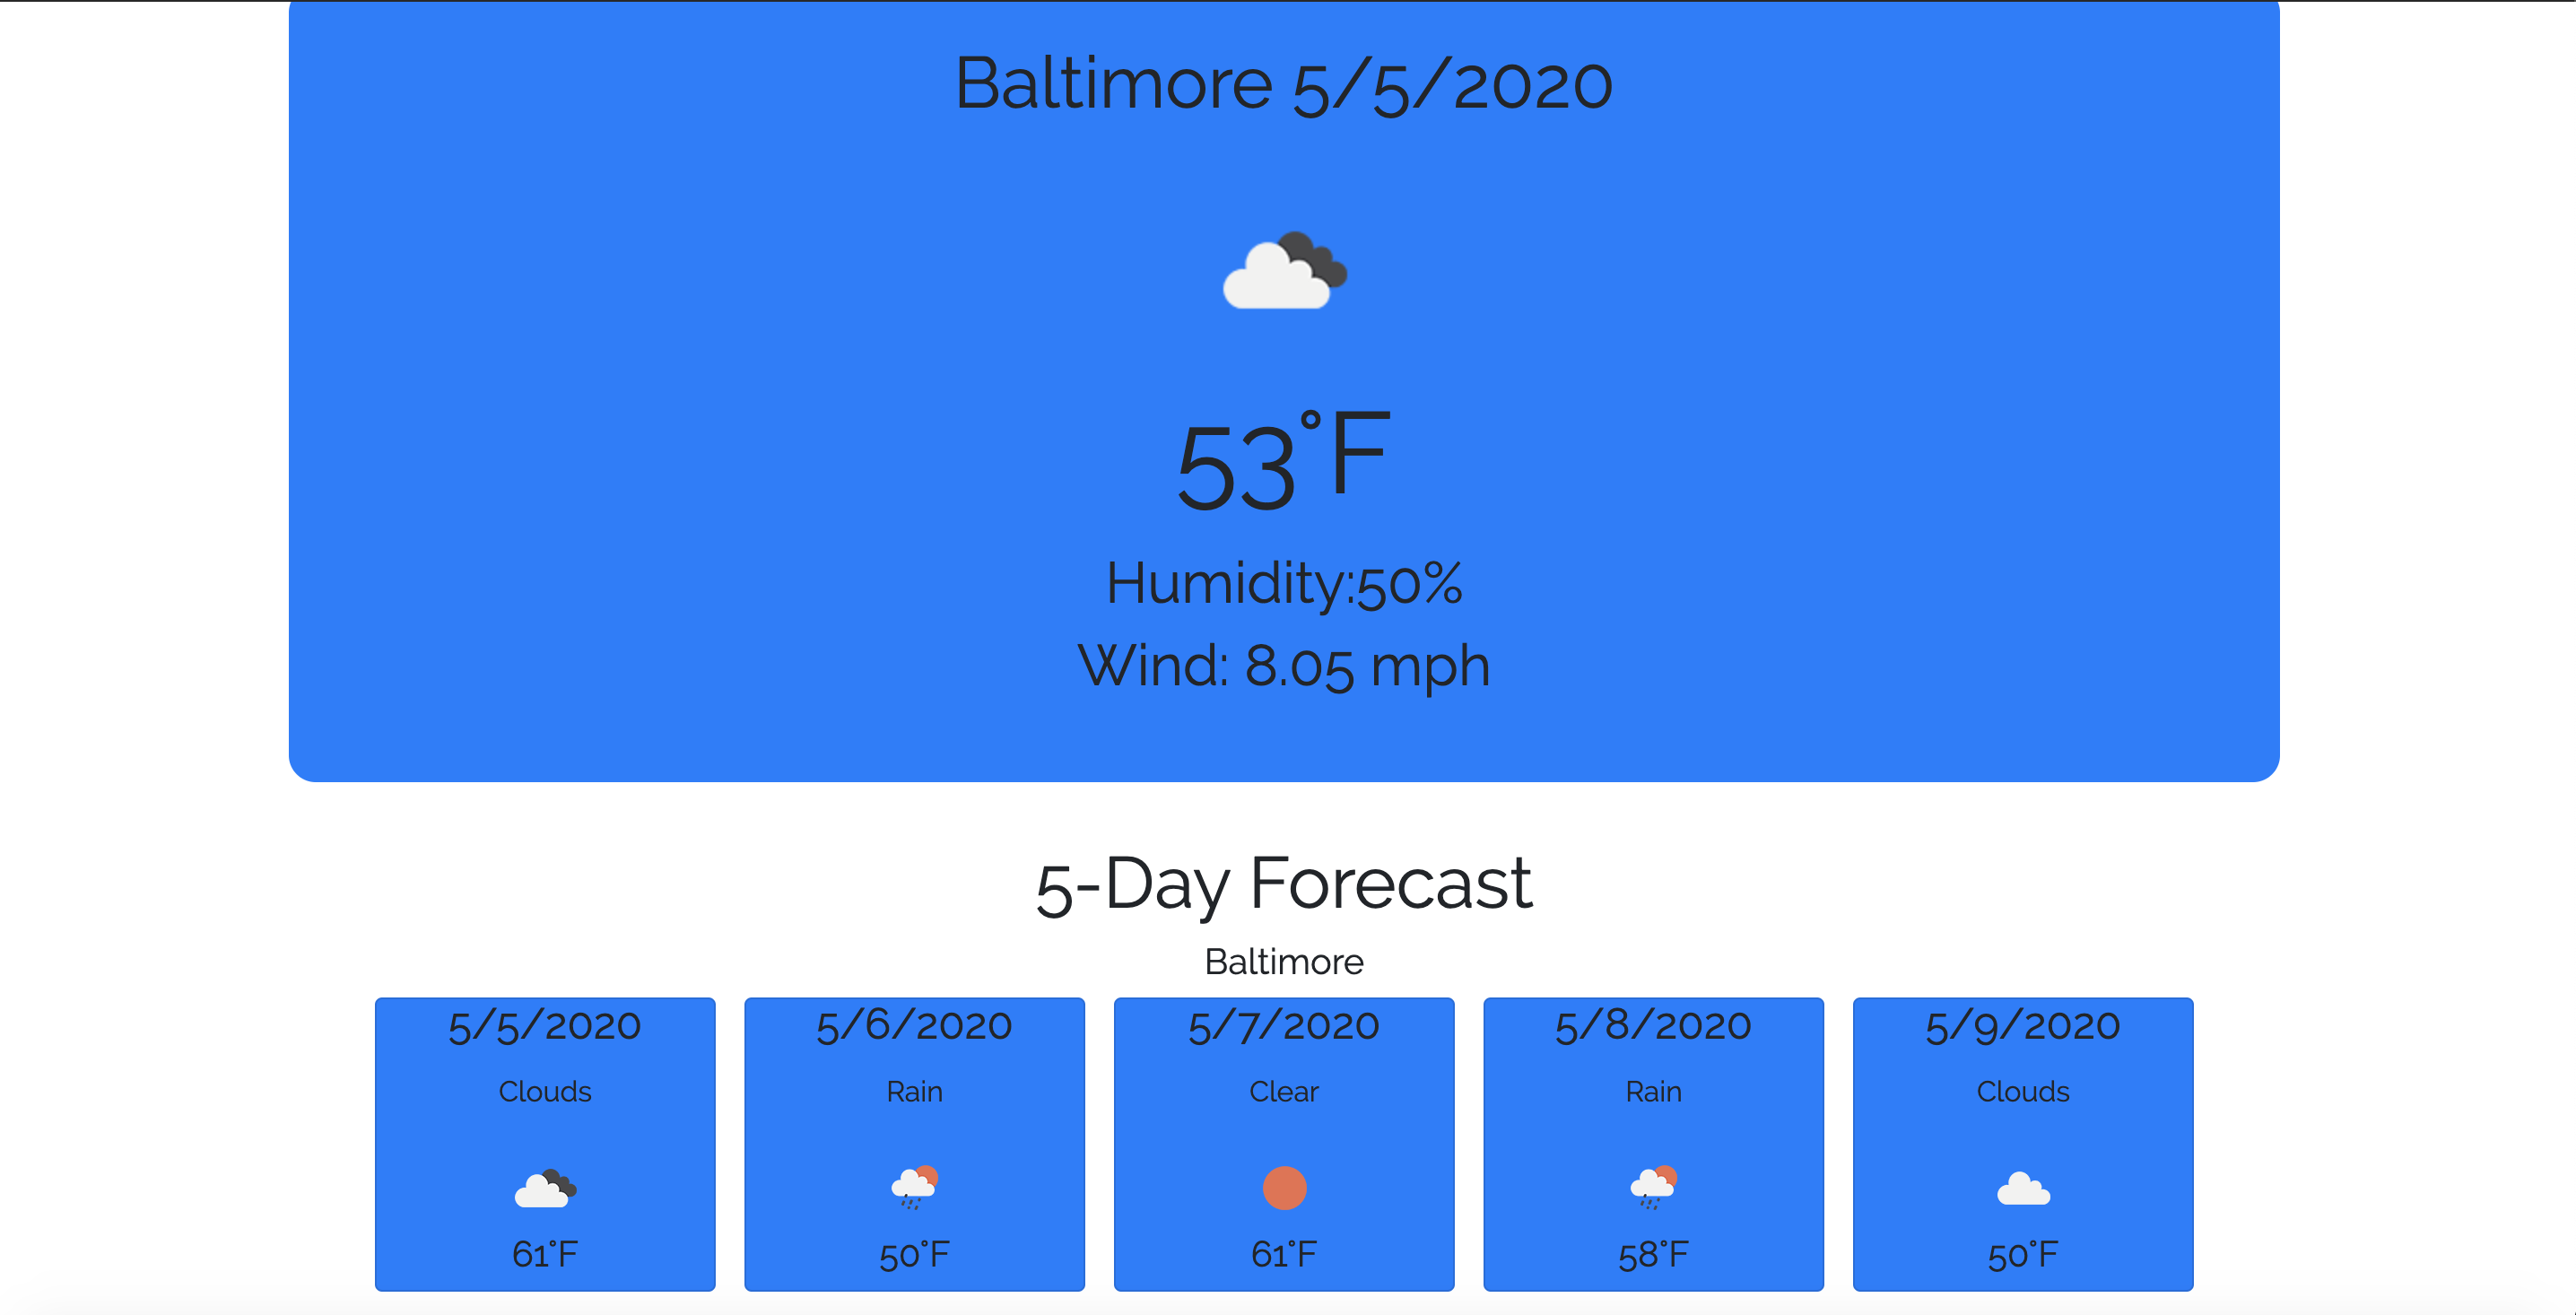 Baltimore 5/5/2020
53°F
Humidity:50%
Wind: 8.05 mph
5-Day Forecast
Baltimore
5/5/2020
Clouds
61°F
5/6/2020
Rain
50°F
5/7/2020
Clear
61°F
5/8/2020
Rain
58°F
5/9/2020
Clouds
50°F